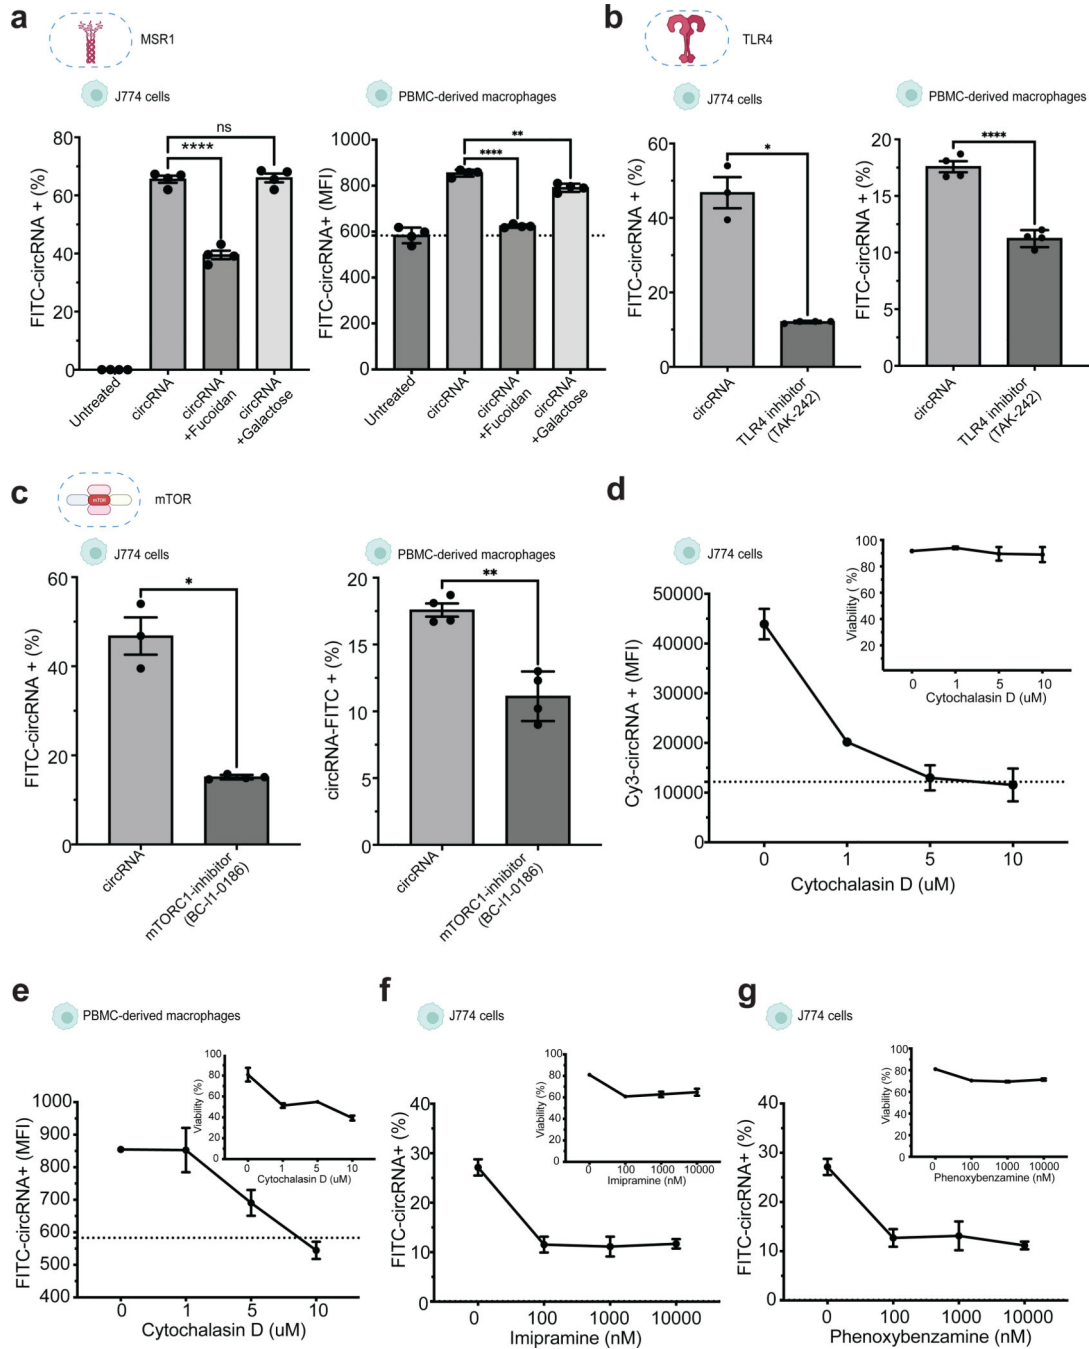 a
MSR1
J774 cells
FITC-circRNA + (%)
80
60
40
20
0
ns
****
Untreated
circRNA
circRNA
+Fucoidan
circRNA
+Galactose
PBMC-derived macrophages
FITC-circRNA+ (MFI)
1000
800
600
400
200
0
**
****
Untreated
circRNA
circRNA
+Fucoidan
circRNA
+Galactose
b
TLR4
J774 cells
FITC-circRNA + (%)
60
40
20
0
*
circRNA
TLR4 inhibitor
(TAK-242)
PBMC-derived macrophages
FITC-circRNA+ (%)
20
15
10
5
0
****
circRNA
TLR4 inhibitor
(TAK-242)
c
mTOR
mTOR
J774 cells
FITC-circRNA + (%)
60
40
20
0
*
circRNA
mTORC1-inhibitor
(BC-I1-0186)
PBMC-derived macrophages
circRNA-FITC + (%)
20
15
10
5
0
**
circRNA
mTORC1-inhibitor
(BC-I1-0186)
d
J774 cells
Cy3-circRNA + (MFI)
50000
40000
30000
20000
10000
0
0 1 5 10
Cytochalasin D (uM)
Viability ( %)
100
80
60
40
20
0 1 5 10
Cytochalasin D (uM)
e
PBMC-derived macrophages
FITC-circRNA+ (MFI)
1000
900
800
700
600
500
400
0 1 5 10
Cytochalasin D (uM)
Viability (%)
100
80
60
40
20
0
0 1 5 10
Cytochalasin D (uM)
f
J774 cells
FITC-circRNA+ (%)
40
30
20
10
0
0 100 1000 10000
Imipramine (nM)
Viability (%)
100
80
60
40
20
0
0 100 1000 10000
Imipramine (nM)
g
J774 cells
FITC-circRNA+ (%)
40
30
20
10
0
0 100 1000 10000
Phenoxybenzamine (nM)
Viability (%)
100
80
60
40
20
0
0 100 1000 10000
Phenoxybenzamine (nM)